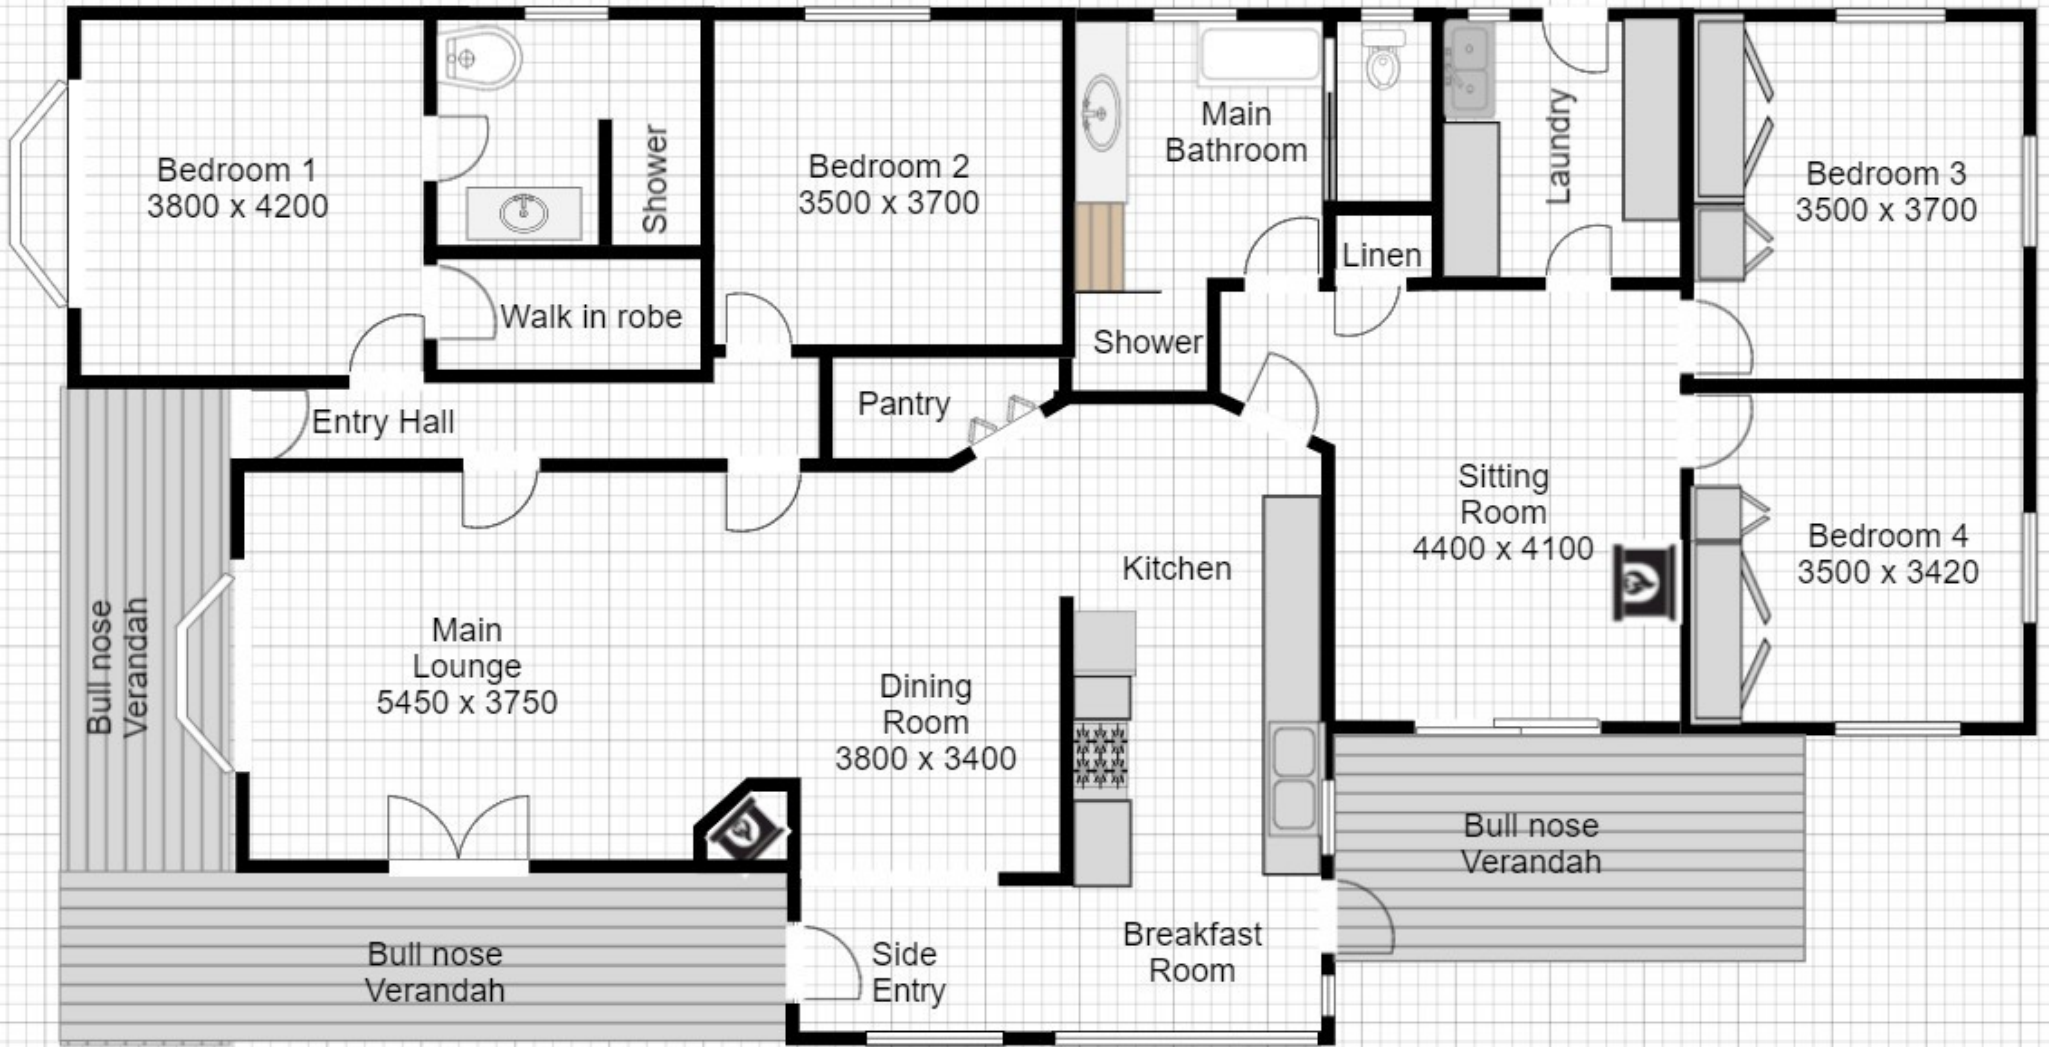 Bedroom 1
3800 x 4200
Shower
Walk in robe
Bedroom 2
3500 x 3700
Main
Bathroom
Shower
Linen
Laundry
Bedroom 3
3500 x 3700
Entry Hall
Pantry
Sitting
Room
4400 x 4100
Bedroom 4
3500 x 3420
Kitchen
Bull nose
Verandah
Main
Lounge
5450 x 3750
Dining
Room
3800 x 3400
Bull nose
Verandah
Bull nose
Verandah
Side
Entry
Breakfast
Room